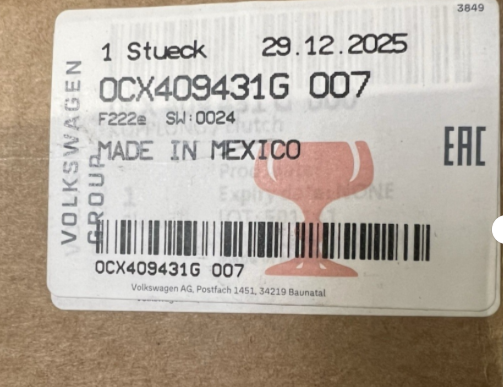 3849
1 Stueck 29.12.2025
0CX409431G 007
F222e SW:0024
MADE IN MEXICO
EAC
VOLKSWAGEN
GROUP
0CX409431G 007
Volkswagen AG, Postfach 1451, 34219 Baunatal